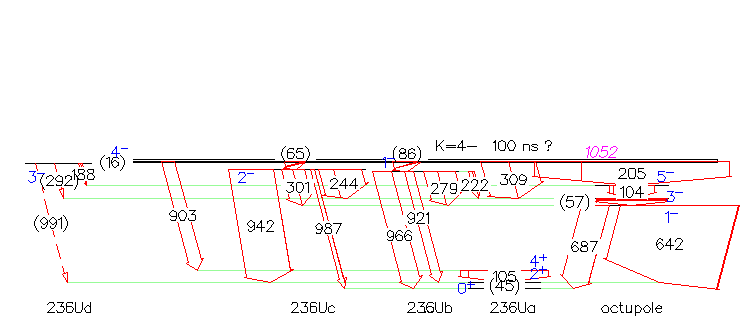 K=4- 100 ns ?
4- (65) (86) 1- 1052
(16)
3- (292) 188 2- 301 244 279 222 309 205 5-
104 3-
(57)
(991) 903 942 987 966 921 687 1- 642
4+
105 2+
0+ (45)
236Ud 236Uc 236Ub 236Ua octupole